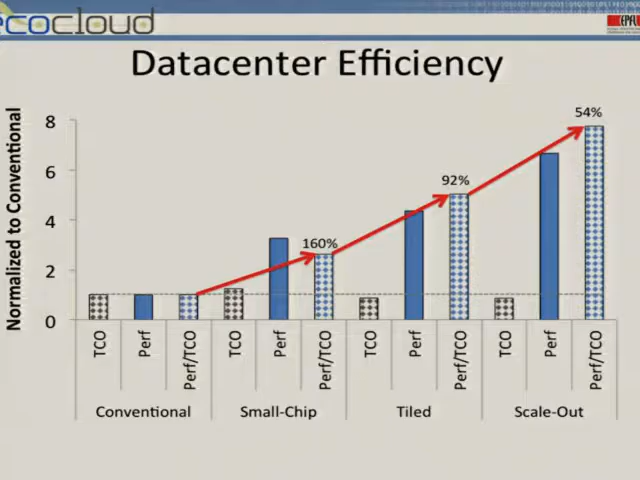 ecocloud
EPFL
Datacenter Efficiency
Normalized to Conventional
8
6
4
2
0
160%
92%
54%
TCO
Perf
Perf/TCO
TCO
Perf
Perf/TCO
TCO
Perf
Perf/TCO
TCO
Perf
Perf/TCO
Conventional
Small-Chip
Tiled
Scale-Out